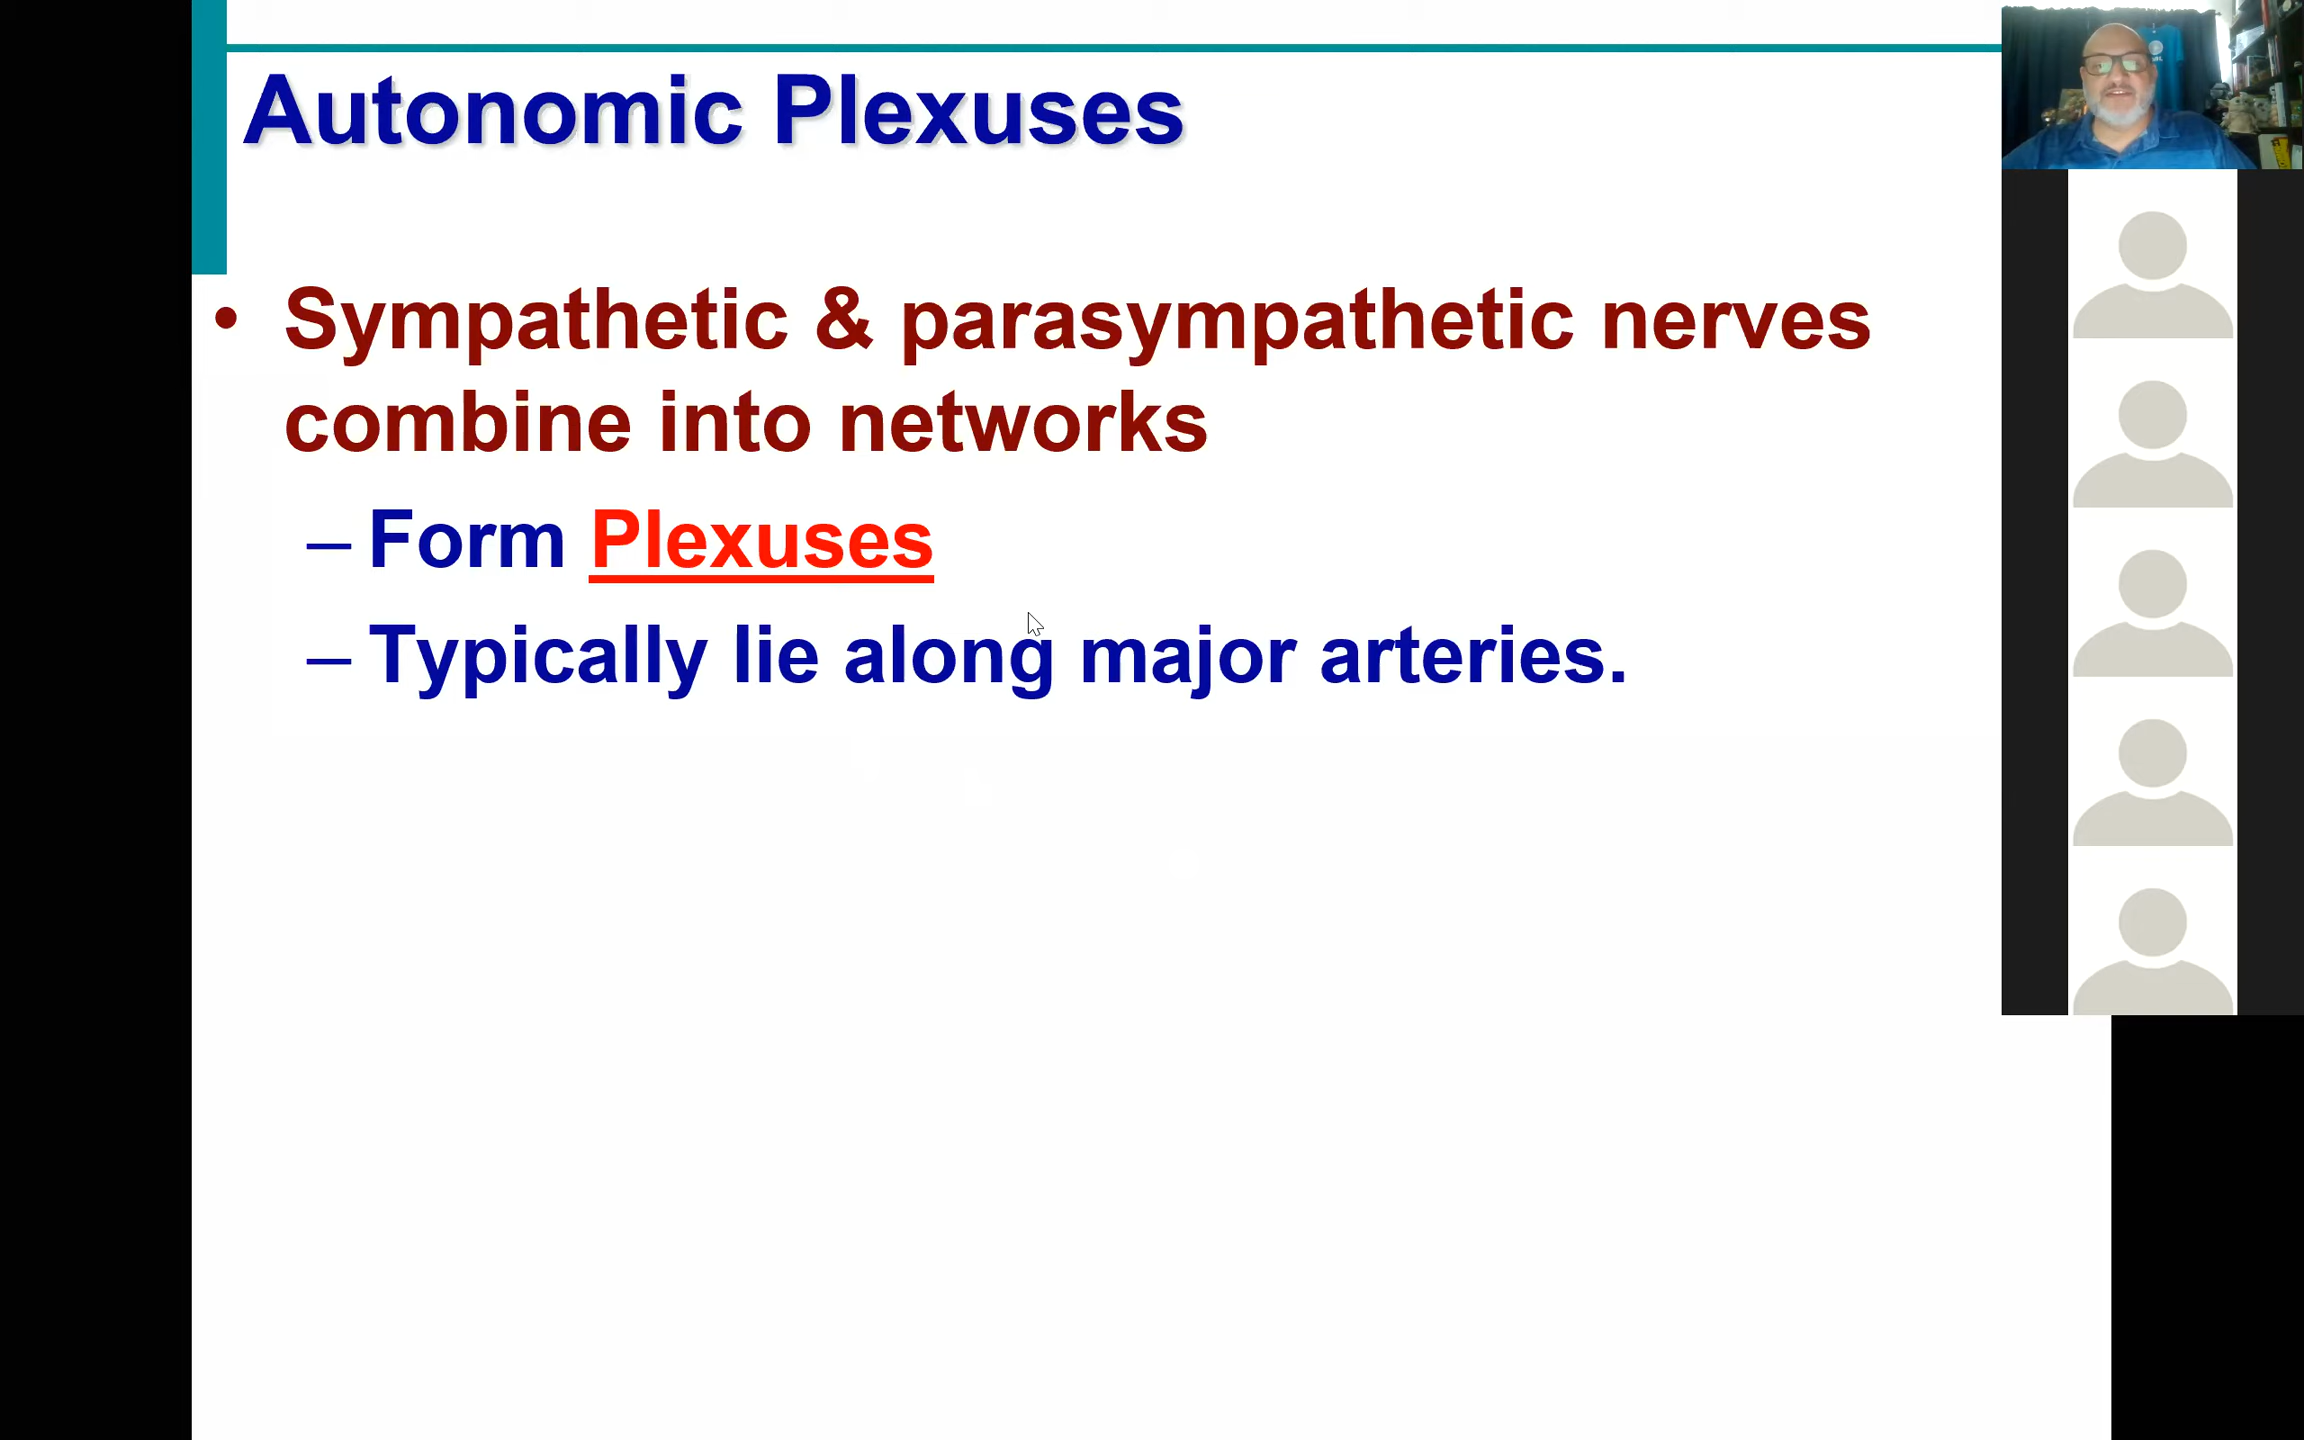 Autonomic Plexuses
• Sympathetic & parasympathetic nerves
combine into networks
– Form Plexuses
– Typically lie along major arteries.